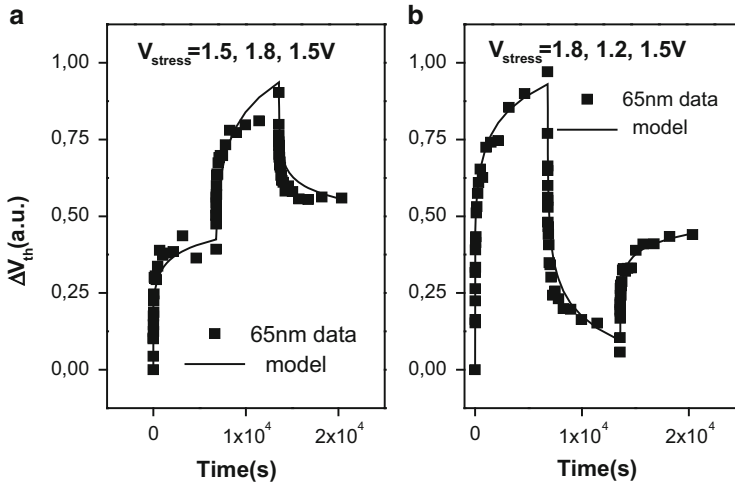 a
V_stress=1.5, 1.8, 1.5V
1,00
0,75
0,50
0,25
0,00
ΔV_th(a.u.)
65nm data
model
0
1x10^4
2x10^4
Time(s)
b
V_stress=1.8, 1.2, 1.5V
1,00
65nm data
model
0,75
0,50
0,25
0,00
0
1x10^4
2x10^4
Time(s)